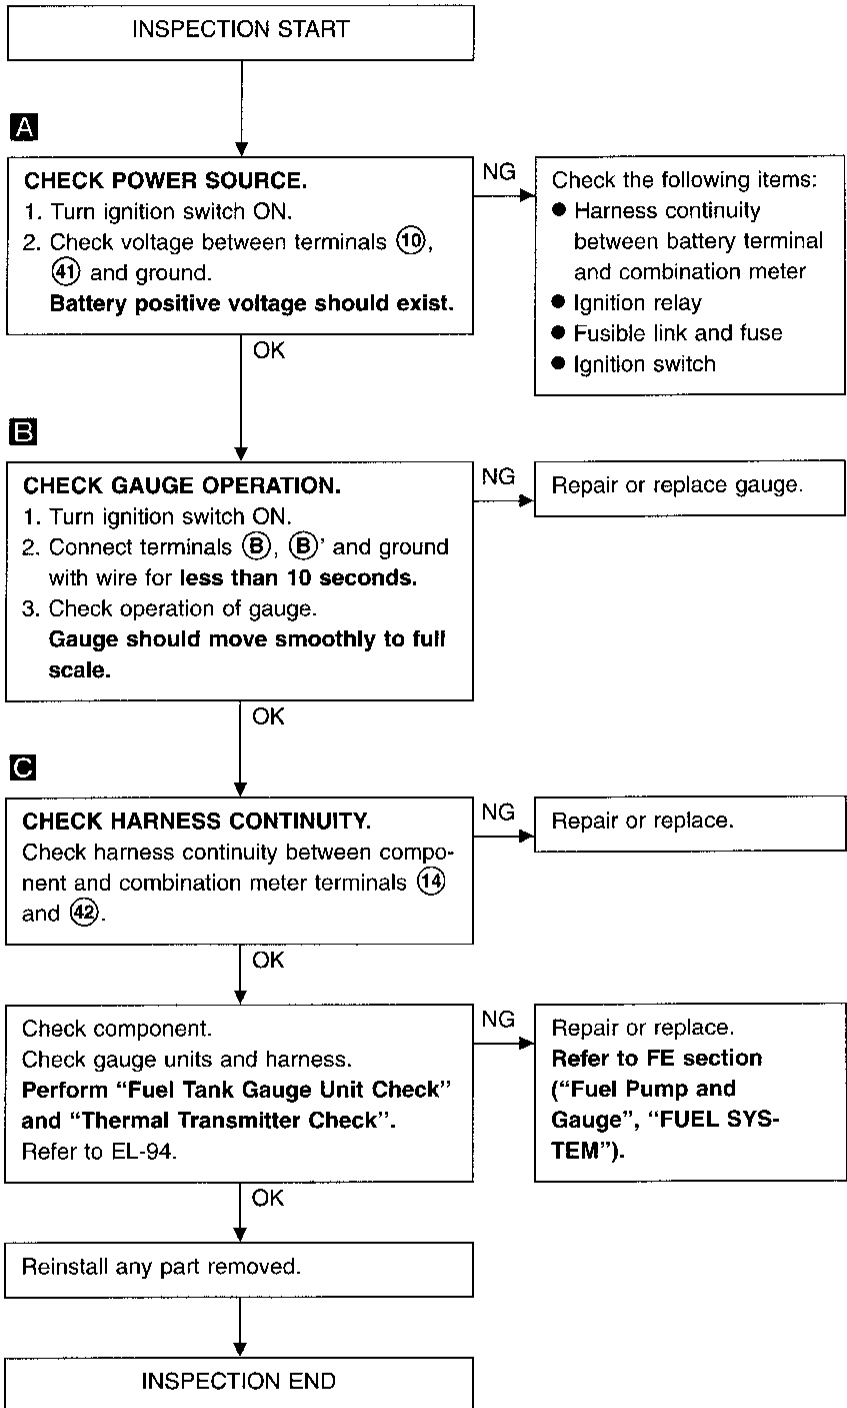 INSPECTION START
A
CHECK POWER SOURCE.
1. Turn ignition switch ON.
2. Check voltage between terminals ⑩,
㊶ and ground.
Battery positive voltage should exist.
NG
Check the following items:
● Harness continuity
between battery terminal
and combination meter
● Ignition relay
● Fusible link and fuse
● Ignition switch
OK
B
CHECK GAUGE OPERATION.
1. Turn ignition switch ON.
2. Connect terminals Ⓑ, Ⓑ' and ground
with wire for less than 10 seconds.
3. Check operation of gauge.
Gauge should move smoothly to full
scale.
NG
Repair or replace gauge.
OK
C
CHECK HARNESS CONTINUITY.
Check harness continuity between compo-
nent and combination meter terminals ⑭
and ㊷.
NG
Repair or replace.
OK
Check component.
Check gauge units and harness.
Perform “Fuel Tank Gauge Unit Check”
and “Thermal Transmitter Check”.
Refer to EL-94.
NG
Repair or replace.
Refer to FE section
(“Fuel Pump and
Gauge”, “FUEL SYS-
TEM”).
OK
Reinstall any part removed.
INSPECTION END